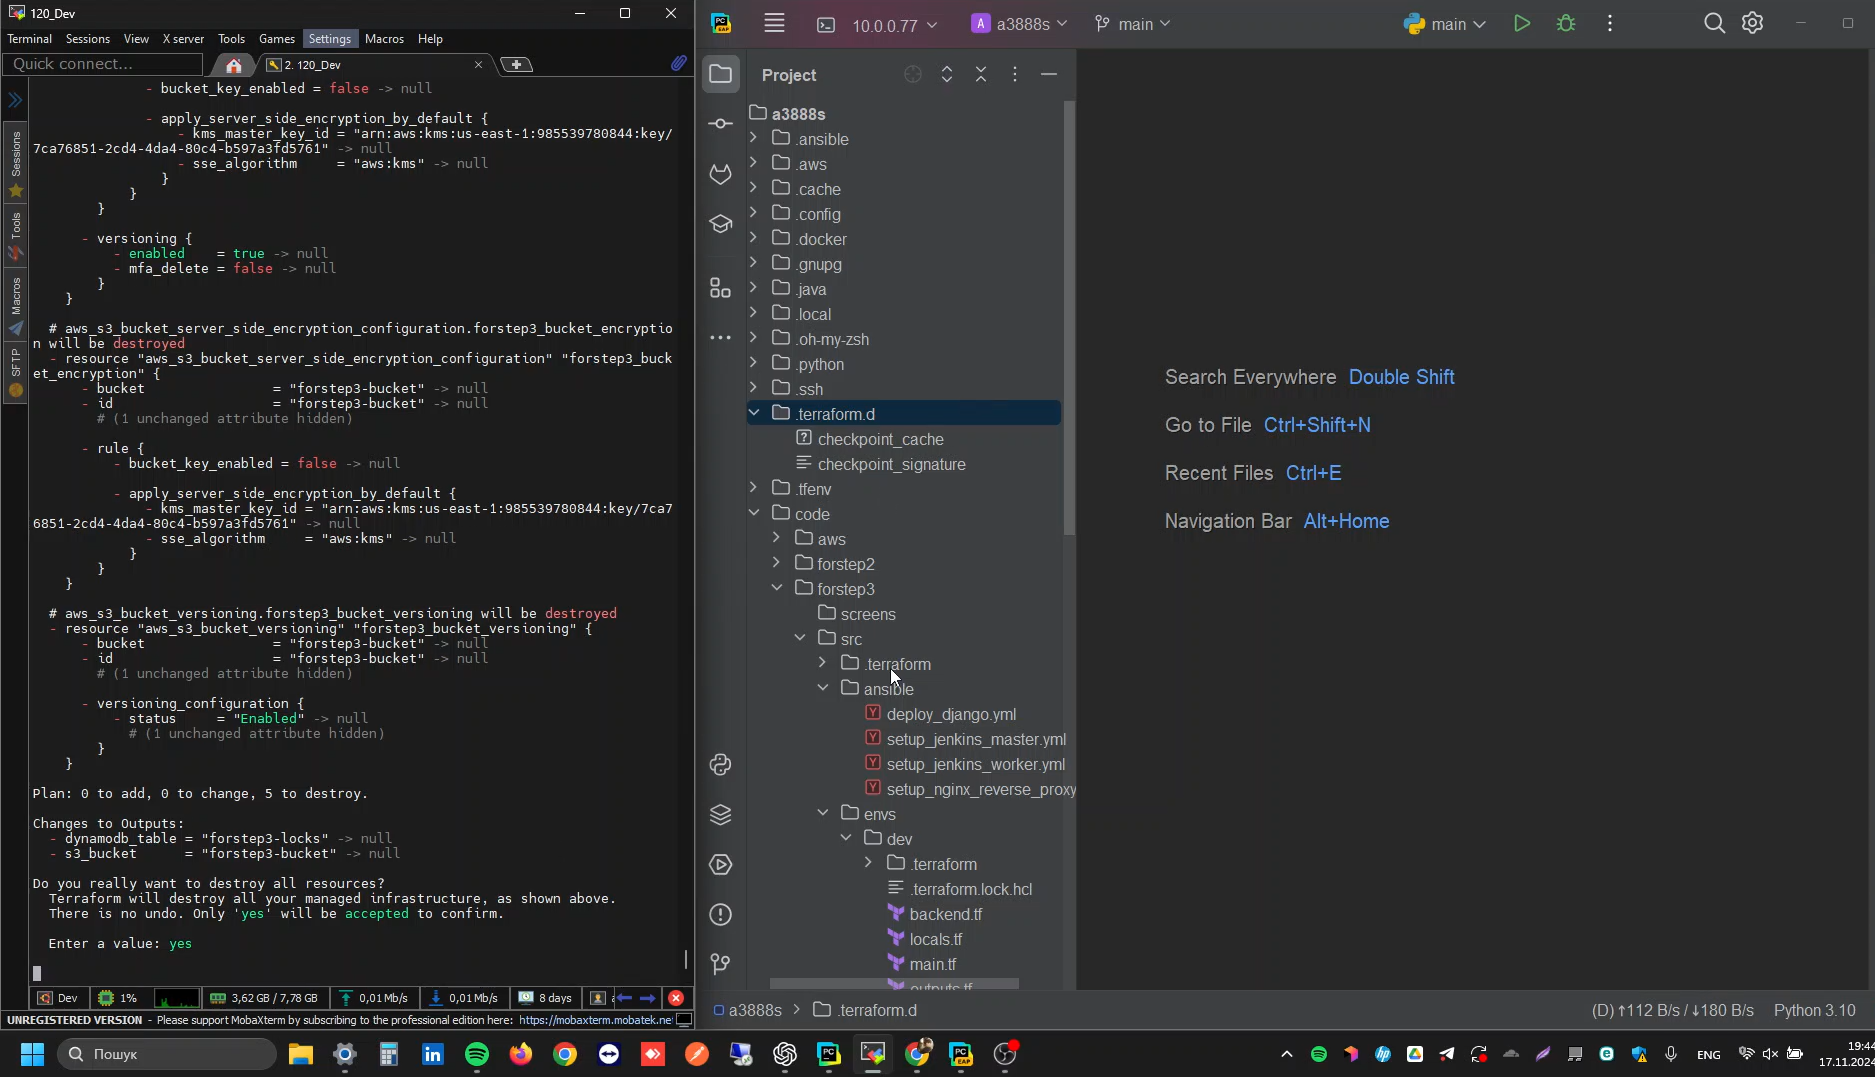 120_Dev
Terminal Sessions View X server Tools Games Settings Macros Help
Quick connect...
2. 120_Dev
Sessions
Tools
Macros
SFTP
- bucket_key_enabled = false -> null
- apply_server_side_encryption_by_default {
- kms_master_key_id = "arn:aws:kms:us-east-1:985539780844:key/
7ca76851-2cd4-4da4-80c4-b597a3fd5761" -> null
- sse_algorithm = "aws:kms" -> null
}
}
}
- versioning {
- enabled = true -> null
- mfa_delete = false -> null
}
}
# aws_s3_bucket_server_side_encryption_configuration.forstep3_bucket_encryptio
n will be destroyed
- resource "aws_s3_bucket_server_side_encryption_configuration" "forstep3_buck
et_encryption" {
- bucket = "forstep3-bucket" -> null
- id = "forstep3-bucket" -> null
# (1 unchanged attribute hidden)
- rule {
- bucket_key_enabled = false -> null
- apply_server_side_encryption_by_default {
- kms_master_key_id = "arn:aws:kms:us-east-1:985539780844:key/7ca7
6851-2cd4-4da4-80c4-b597a3fd5761" -> null
- sse_algorithm = "aws:kms" -> null
}
}
}
# aws_s3_bucket_versioning.forstep3_bucket_versioning will be destroyed
- resource "aws_s3_bucket_versioning" "forstep3_bucket_versioning" {
- bucket = "forstep3-bucket" -> null
- id = "forstep3-bucket" -> null
# (1 unchanged attribute hidden)
- versioning_configuration {
- status = "Enabled" -> null
# (1 unchanged attribute hidden)
}
}
Plan: 0 to add, 0 to change, 5 to destroy.
Changes to Outputs:
- dynamodb_table = "forstep3-locks" -> null
- s3_bucket = "forstep3-bucket" -> null
Do you really want to destroy all resources?
Terraform will destroy all your managed infrastructure, as shown above.
There is no undo. Only 'yes' will be accepted to confirm.
Enter a value: yes
Dev 1% 3,62 GB / 7,78 GB 0,01 Mb/s 0,01 Mb/s 8 days
UNREGISTERED VERSION - Please support MobaXterm by subscribing to the professional edition here: https://mobaxterm.mobatek.ne
10.0.0.77 A a3888s main main
Project
a3888s
.ansible
.aws
.cache
.config
.docker
.gnupg
.java
.local
.oh-my-zsh
.python
.ssh
.terraform.d
checkpoint_cache
checkpoint_signature
.tfenv
code
aws
forstep2
forstep3
screens
src
.terraform
ansible
deploy_django.yml
setup_jenkins_master.yml
setup_jenkins_worker.yml
setup_nginx_reverse_proxy
envs
dev
.terraform
.terraform.lock.hcl
backend.tf
locals.tf
main.tf
outputs.tf
Search Everywhere Double Shift
Go to File Ctrl+Shift+N
Recent Files Ctrl+E
Navigation Bar Alt+Home
a3888s > .terraform.d
(D) ↑112 B/s / ↓180 B/s Python 3.10
Пошук
ENG
19:44
17.11.2024